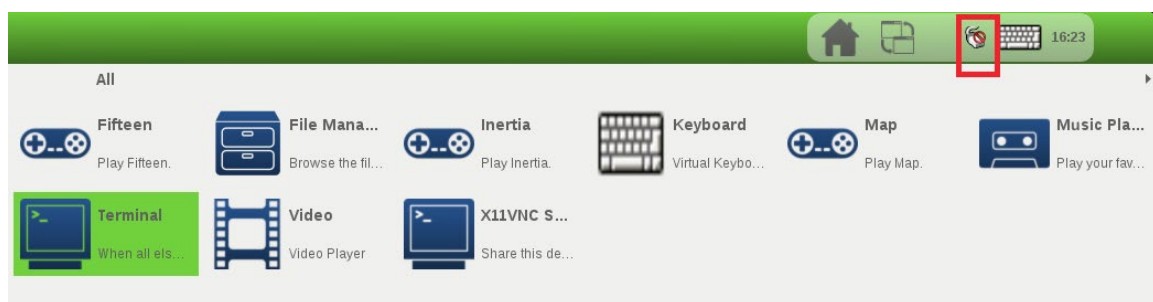 16:23
All
Fifteen
Play Fifteen.
File Mana...
Browse the fil...
Inertia
Play Inertia.
Keyboard
Virtual Keybo...
Map
Play Map.
Music Pla...
Play your fav...
Terminal
When all els...
Video
Video Player
X11VNC S...
Share this de...